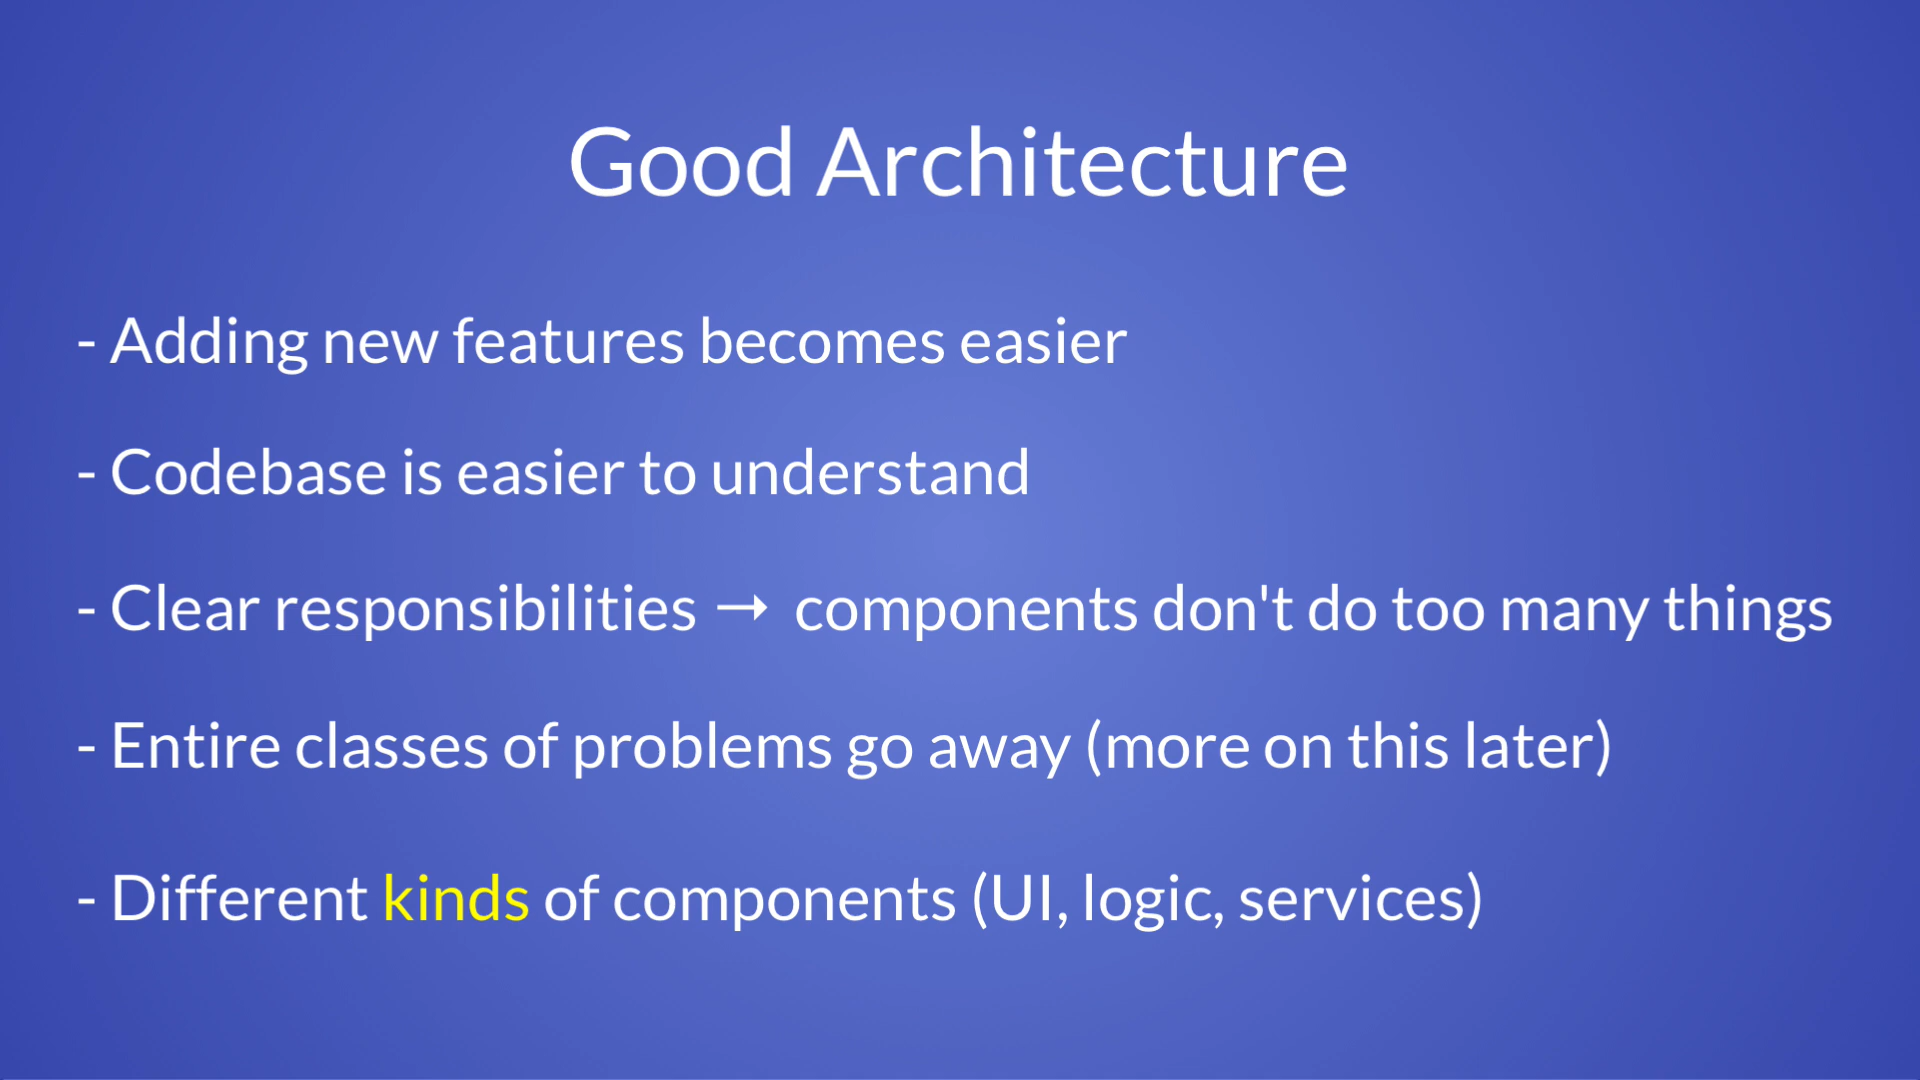 Good Architecture
- Adding new features becomes easier
- Codebase is easier to understand
- Clear responsibilities → components don't do too many things
- Entire classes of problems go away (more on this later)
- Different kinds of components (UI, logic, services)